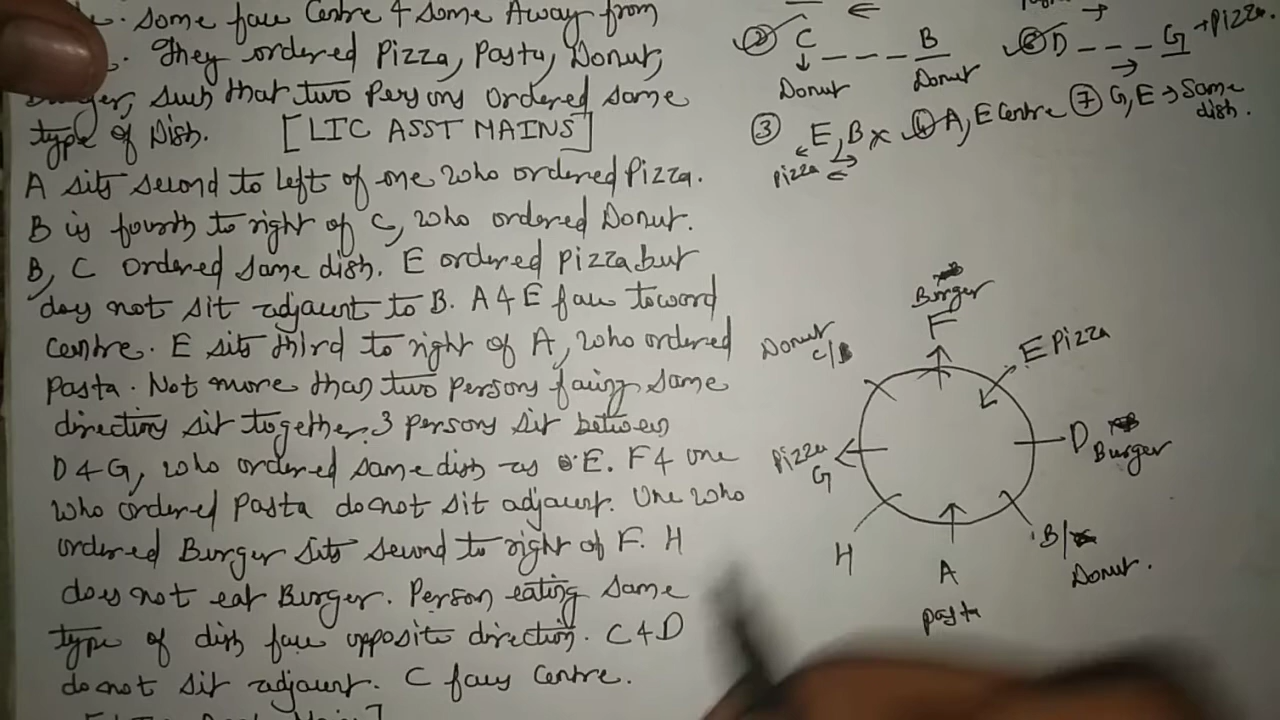 Some face Centre & some Away from
They ordered Pizza, Pasta, Donut,
Burger, such that two Persons Ordered same
type of Dish. [LIC ASST MAINS]
A sits second to left of one who ordered Pizza.
B is fourth to right of C, who ordered Donut.
B, C Ordered same dish. E ordered Pizza but
does not sit adjacent to B. A & E face toward
Centre. E sits third to right of A, who ordered
Pasta. Not more than two Persons facing same
directions sit together. 3 persons sit between
D & G, who ordered same dish as E. F & one
who ordered Pasta do not sit adjacent. One who
ordered Burger sits second to right of F. H
does not eat Burger. Person eating same
type of dish face opposite direction. C & D
do not sit adjacent. C faces Centre.
② C _ _ _ B
Donut Donut
⑧ D _ _ _ G → Pizza.
③ E, B ×
Pizza
A, E Centre
⑦ G, E → Same
dish.
Burger
F
E Pizza
Donut
C/B
D
Burger
Pizza
G
B/
Donut.
H
A
Pasta